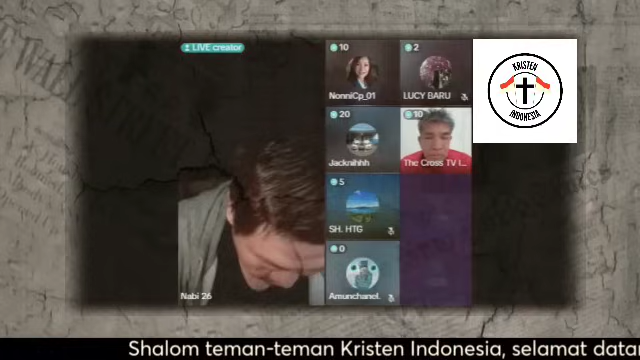 LIVE creator
10
NonniCp_01
2
LUCY BARU
20
Jacknihhh
10
The Cross TV I...
5
SH. HTG
0
Amunchanel.
Nabi 26
KRISTEN
INDONESIA
Shalom teman-teman Kristen Indonesia, selamat data